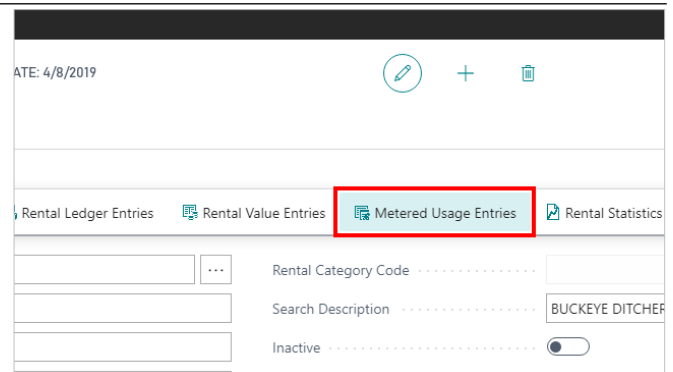 ATE: 4/8/2019
Rental Ledger Entries Rental Value Entries Metered Usage Entries Rental Statistics
Rental Category Code
Search Description BUCKEYE DITCHER
Inactive